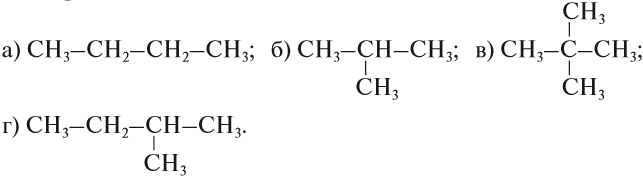 CH₃
а) CH₃–CH₂–CH₂–CH₃; б) CH₃–CH–CH₃; в) CH₃–C–CH₃;
CH₃ CH₃
г) CH₃–CH₂–CH–CH₃.
CH₃